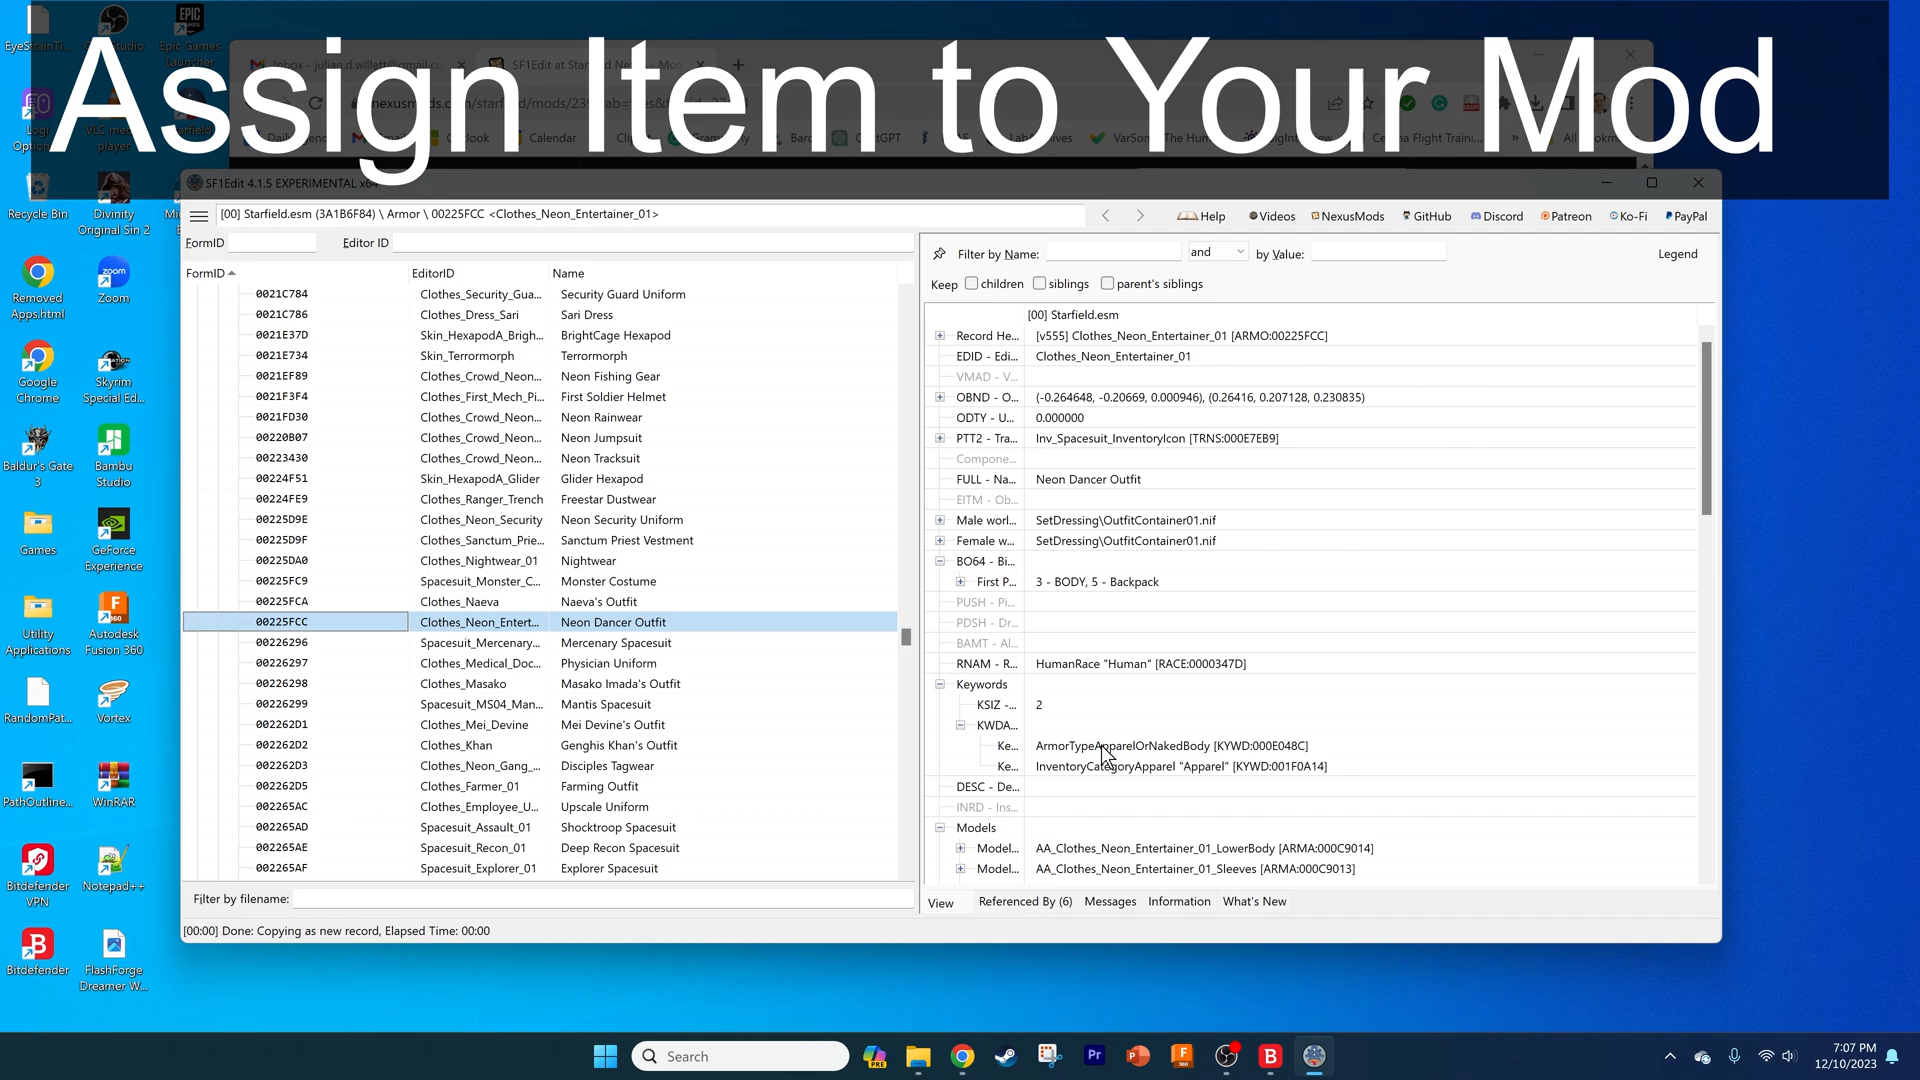 Assign Item to Your Mod
SF1Edit 4.1.5 EXPERIMENTAL x64
[00] Starfield.esm (3A1B6F84) \ Armor \ 00225FCC <Clothes_Neon_Entertainer_01>
Help Videos NexusMods GitHub Discord Patreon Ko-Fi PayPal
FormID Editor ID
FormID EditorID Name
0021C784 Clothes_Security_Gua... Security Guard Uniform
0021C786 Clothes_Dress_Sari Sari Dress
0021E37D Skin_HexapodA_Brigh... BrightCage Hexapod
0021E734 Skin_Terrormorph Terrormorph
0021EF89 Clothes_Crowd_Neon... Neon Fishing Gear
0021F3F4 Clothes_First_Mech_Pi... First Soldier Helmet
0021FD30 Clothes_Crowd_Neon... Neon Rainwear
00220B07 Clothes_Crowd_Neon... Neon Jumpsuit
00223430 Clothes_Crowd_Neon... Neon Tracksuit
00224F51 Skin_HexapodA_Glider Glider Hexapod
00224FE9 Clothes_Ranger_Trench Freestar Dustwear
00225D9E Clothes_Neon_Security Neon Security Uniform
00225D9F Clothes_Sanctum_Prie... Sanctum Priest Vestment
00225DA0 Clothes_Nightwear_01 Nightwear
00225FC9 Spacesuit_Monster_C... Monster Costume
00225FCA Clothes_Naeva Naeva's Outfit
00225FCC Clothes_Neon_Entert... Neon Dancer Outfit
00226296 Spacesuit_Mercenary... Mercenary Spacesuit
00226297 Clothes_Medical_Doc... Physician Uniform
00226298 Clothes_Masako Masako Imada's Outfit
00226299 Spacesuit_MS04_Man... Mantis Spacesuit
002262D1 Clothes_Mei_Devine Mei Devine's Outfit
002262D2 Clothes_Khan Genghis Khan's Outfit
002262D3 Clothes_Neon_Gang_... Disciples Tagwear
002262D5 Clothes_Farmer_01 Farming Outfit
002265AC Clothes_Employee_U... Upscale Uniform
002265AD Spacesuit_Assault_01 Shocktroop Spacesuit
002265AE Spacesuit_Recon_01 Deep Recon Spacesuit
002265AF Spacesuit_Explorer_01 Explorer Spacesuit
Filter by filename:
[00:00] Done: Copying as new record, Elapsed Time: 00:00
Filter by Name: and by Value: Legend
Keep children siblings parent's siblings
[00] Starfield.esm
Record He... [v555] Clothes_Neon_Entertainer_01 [ARMO:00225FCC]
EDID - Edi... Clothes_Neon_Entertainer_01
VMAD - V...
OBND - O... (-0.264648, -0.20669, 0.000946), (0.26416, 0.207128, 0.230835)
ODTY - U... 0.000000
PTT2 - Tra... Inv_Spacesuit_InventoryIcon [TRNS:000E7EB9]
Compone...
FULL - Na... Neon Dancer Outfit
EITM - Ob...
Male worl... SetDressing\OutfitContainer01.nif
Female w... SetDressing\OutfitContainer01.nif
BO64 - Bi...
First P... 3 - BODY, 5 - Backpack
PUSH - Pi...
PDSH - Dr...
BAMT - Al...
RNAM - R... HumanRace "Human" [RACE:0000347D]
Keywords
KSIZ -... 2
KWDA...
Ke... ArmorTypeApparelOrNakedBody [KYWD:000E048C]
Ke... InventoryCategoryApparel "Apparel" [KYWD:001F0A14]
DESC - De...
INRD - Ins...
Models
Model... AA_Clothes_Neon_Entertainer_01_LowerBody [ARMA:000C9014]
Model... AA_Clothes_Neon_Entertainer_01_Sleeves [ARMA:000C9013]
View Referenced By (6) Messages Information What's New
Recycle Bin
Divinity Original Sin 2
Removed Apps.html
Zoom
Google Chrome
Skyrim Special Ed...
Baldur's Gate 3
Bambu Studio
Games
GeForce Experience
Utility Applications
Autodesk Fusion 360
RandomPat...
Vortex
PathOutline...
WinRAR
Bitdefender VPN
Notepad++
Bitdefender
FlashForge Dreamer W...
Search
7:07 PM
12/10/2023